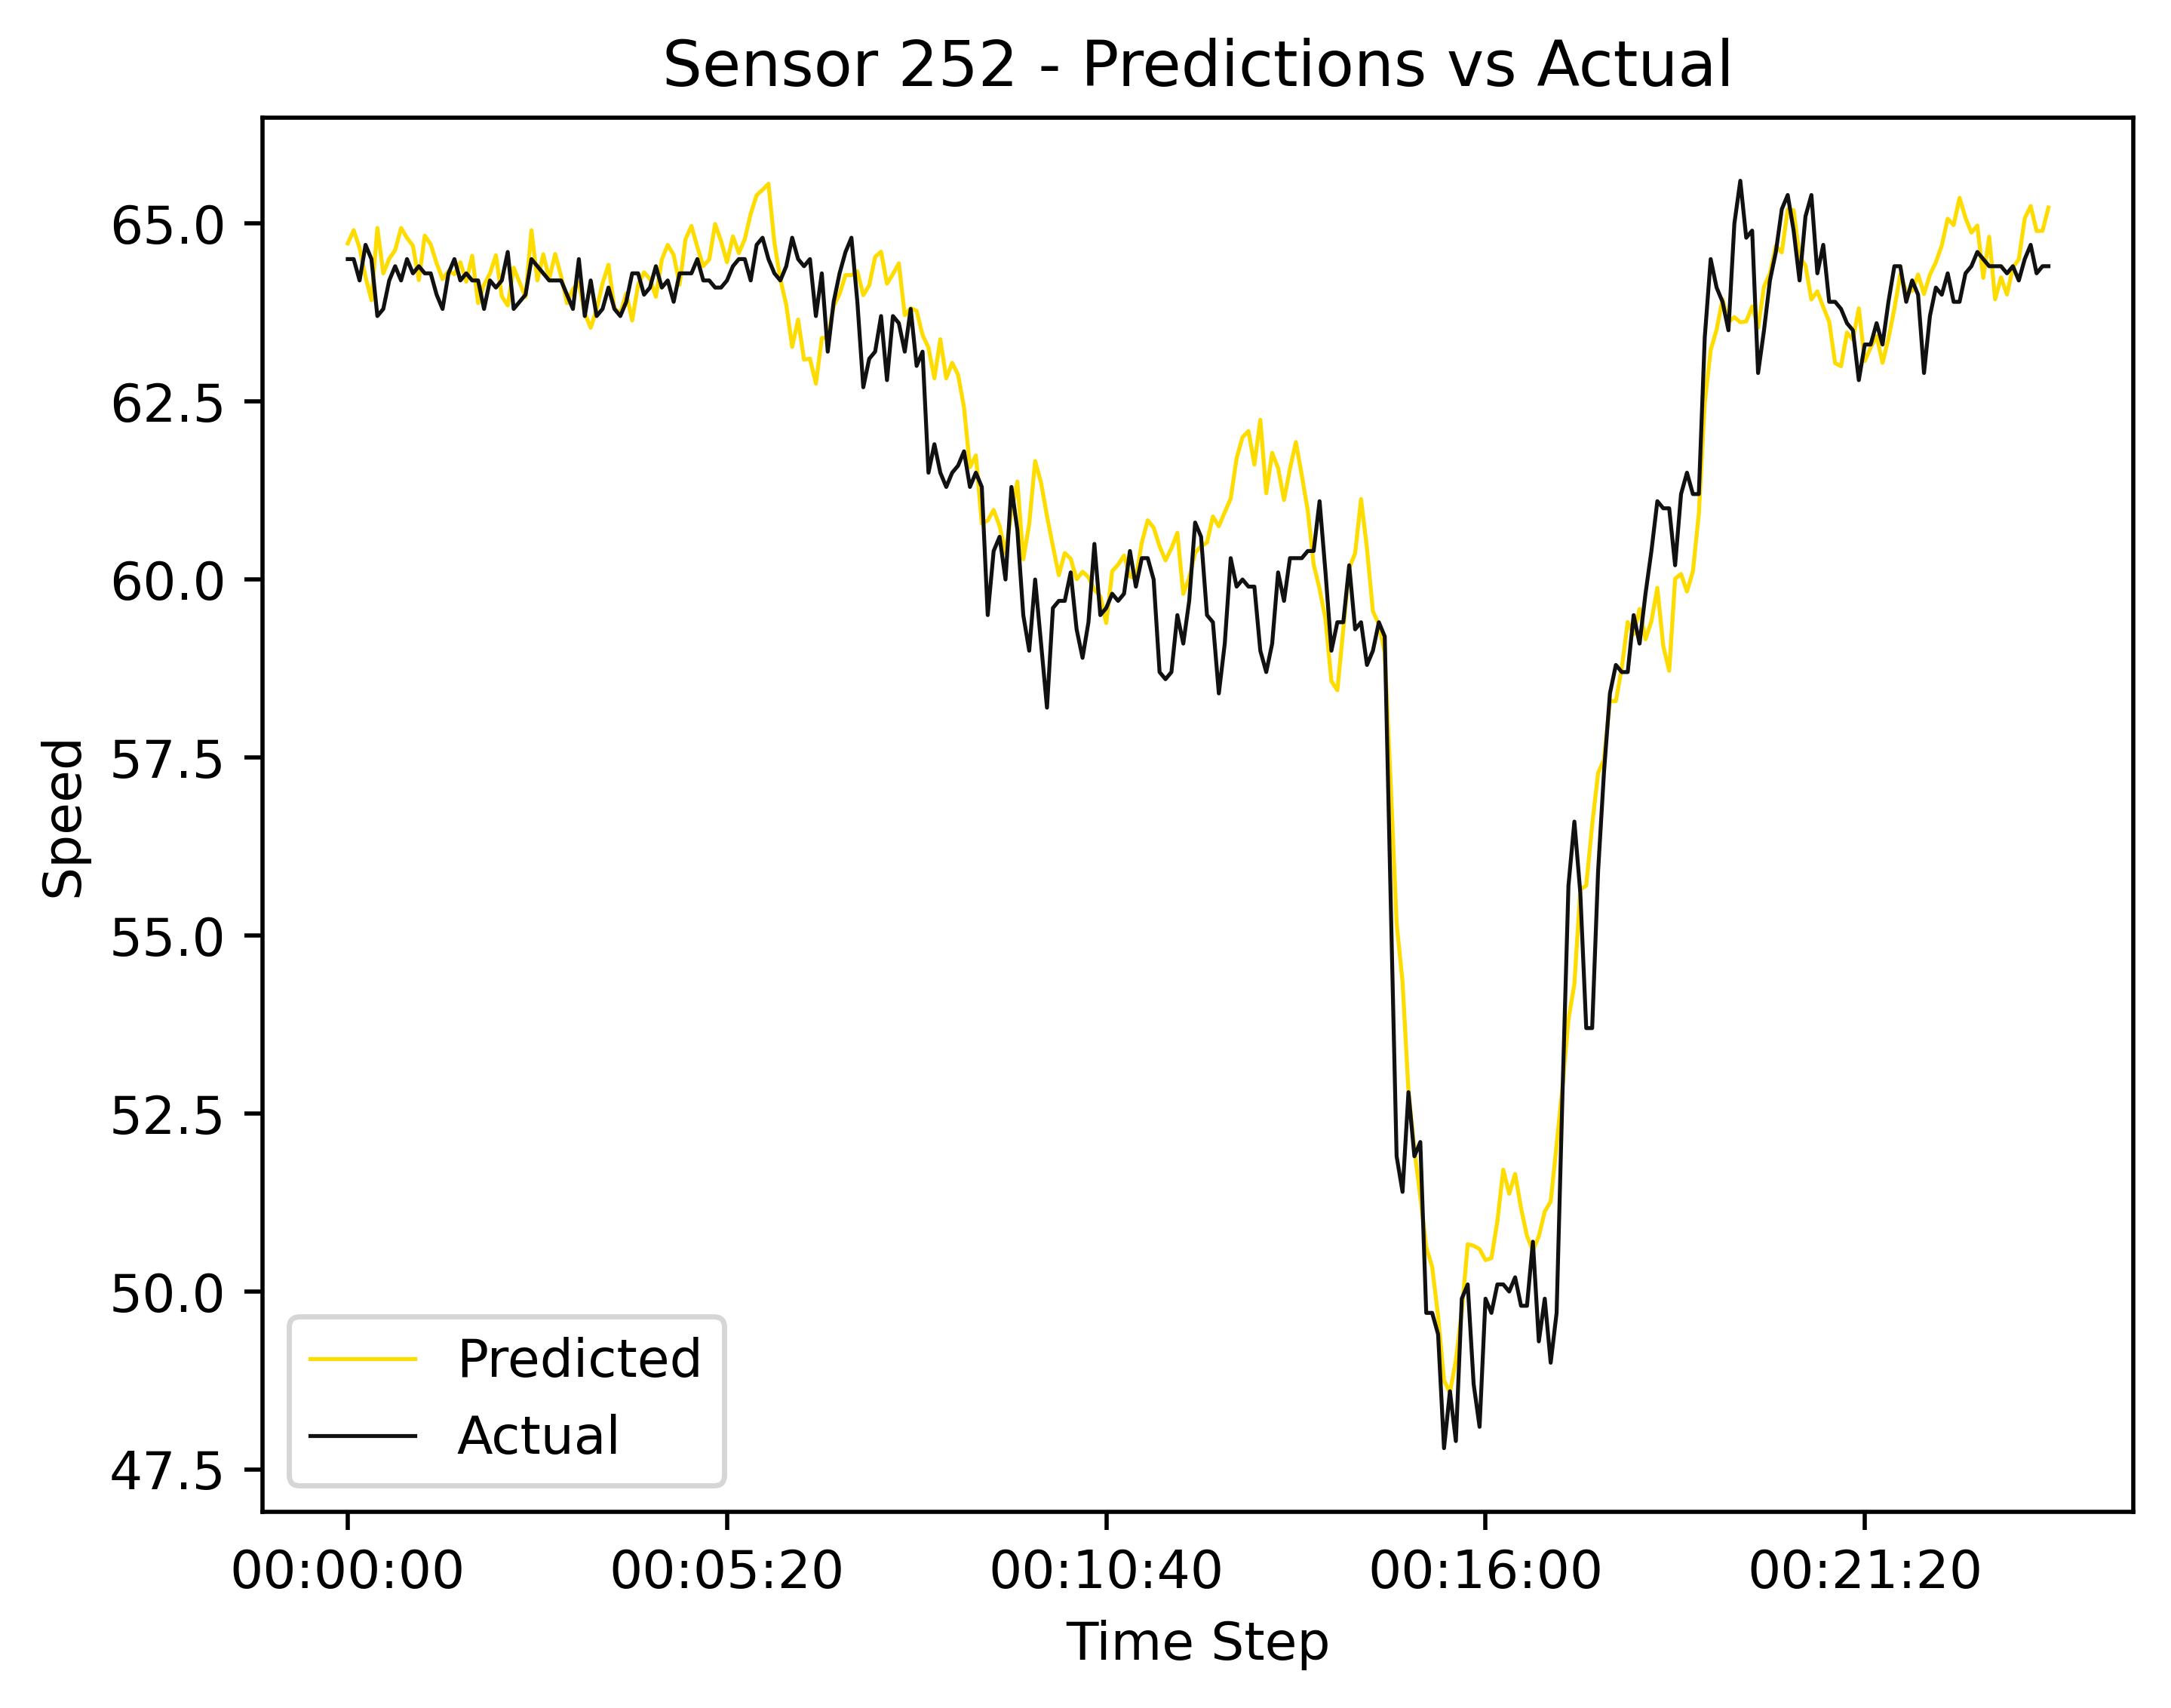 Sensor 252 - Predictions vs Actual
65.0
62.5
60.0
57.5
55.0
52.5
50.0
47.5
Speed
Predicted
Actual
00:00:00 00:05:20 00:10:40 00:16:00 00:21:20
Time Step